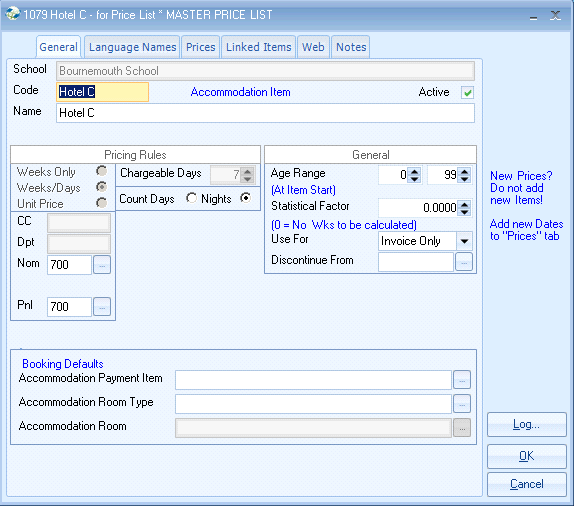 1079 Hotel C - for Price List * MASTER PRICE LIST
General Language Names Prices Linked Items Web Notes
School Bournemouth School
Code Hotel C Accommodation Item Active
Name Hotel C
Pricing Rules
Weeks Only
Weeks/Days
Unit Price
Chargeable Days 7
Count Days Nights
CC
Dpt
Nom 700 ...
Pnl 700 ...
General
Age Range 0 99
(At Item Start)
Statistical Factor 0.0000
(0 = No Wks to be calculated)
Use For Invoice Only
Discontinue From ...
New Prices?
Do not add
new Items!
Add new Dates
to "Prices" tab
Booking Defaults
Accommodation Payment Item ...
Accommodation Room Type ...
Accommodation Room ...
Log...
OK
Cancel